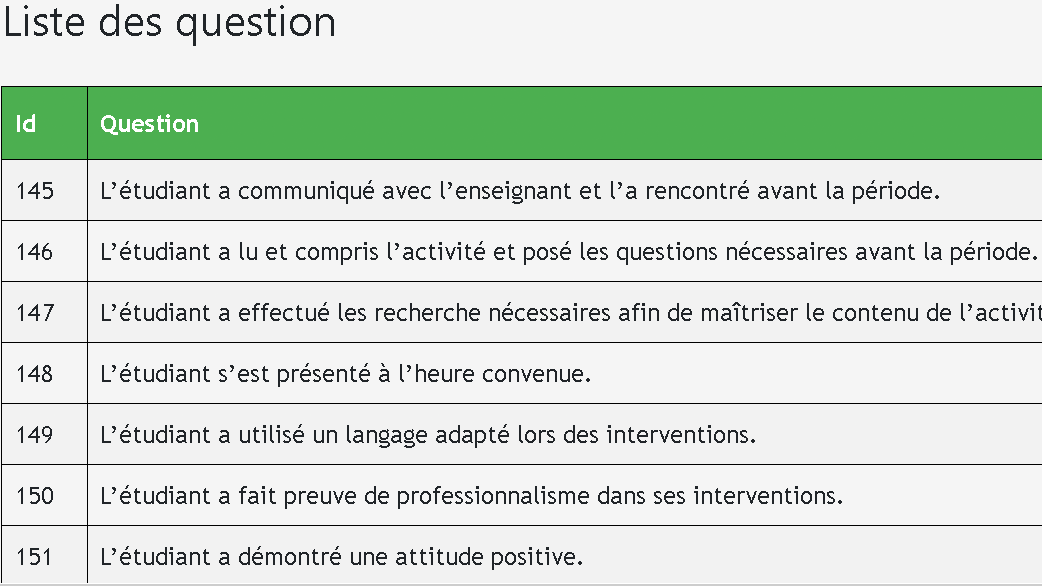 Liste des question
Id Question
145 L’étudiant a communiqué avec l’enseignant et l’a rencontré avant la période.
146 L’étudiant a lu et compris l’activité et posé les questions nécessaires avant la période.
147 L’étudiant a effectué les recherche nécessaires afin de maîtriser le contenu de l’activit
148 L’étudiant s’est présenté à l’heure convenue.
149 L’étudiant a utilisé un langage adapté lors des interventions.
150 L’étudiant a fait preuve de professionnalisme dans ses interventions.
151 L’étudiant a démontré une attitude positive.